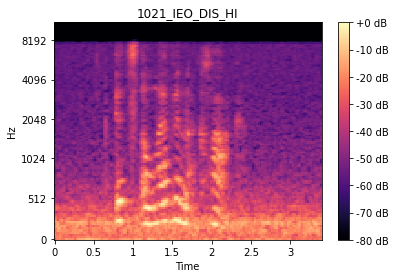 1021_IEO_DIS_HI
+0 dB
8192
-10 dB
4096
-20 dB
-30 dB
2048
Hz
-40 dB
1024
-50 dB
512
-60 dB
-70 dB
0
-80 dB
0 0.5 1 1.5 2 2.5 3
Time